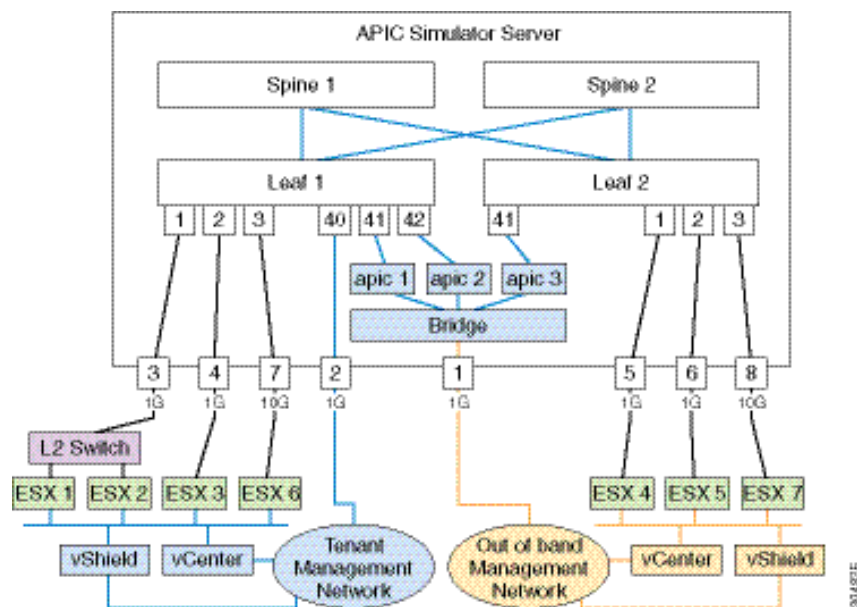 APIC Simulator Server
Spine 1
Spine 2
Leaf 1
Leaf 2
1 2 3 40 41 42 41 1 2 3
apic 1 apic 2 apic 3
Bridge
3 4 7 2 1 5 6 8
1G 1G 10G 1G 1G 1G 1G 10G
L2 Switch
ESX 1 ESX 2 ESX 3 ESX 6 ESX 4 ESX 5 ESX 7
vShield vCenter
Tenant
Management
Network
Out of band
Management
Network
vCenter vShield